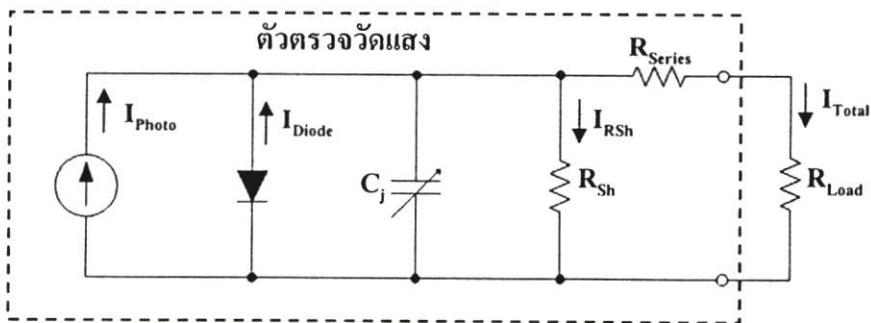 ตัวตรวจวัดแสง
R_Series
I_Photo
I_Diode
I_RSh
I_Total
C_j
R_Sh
R_Load